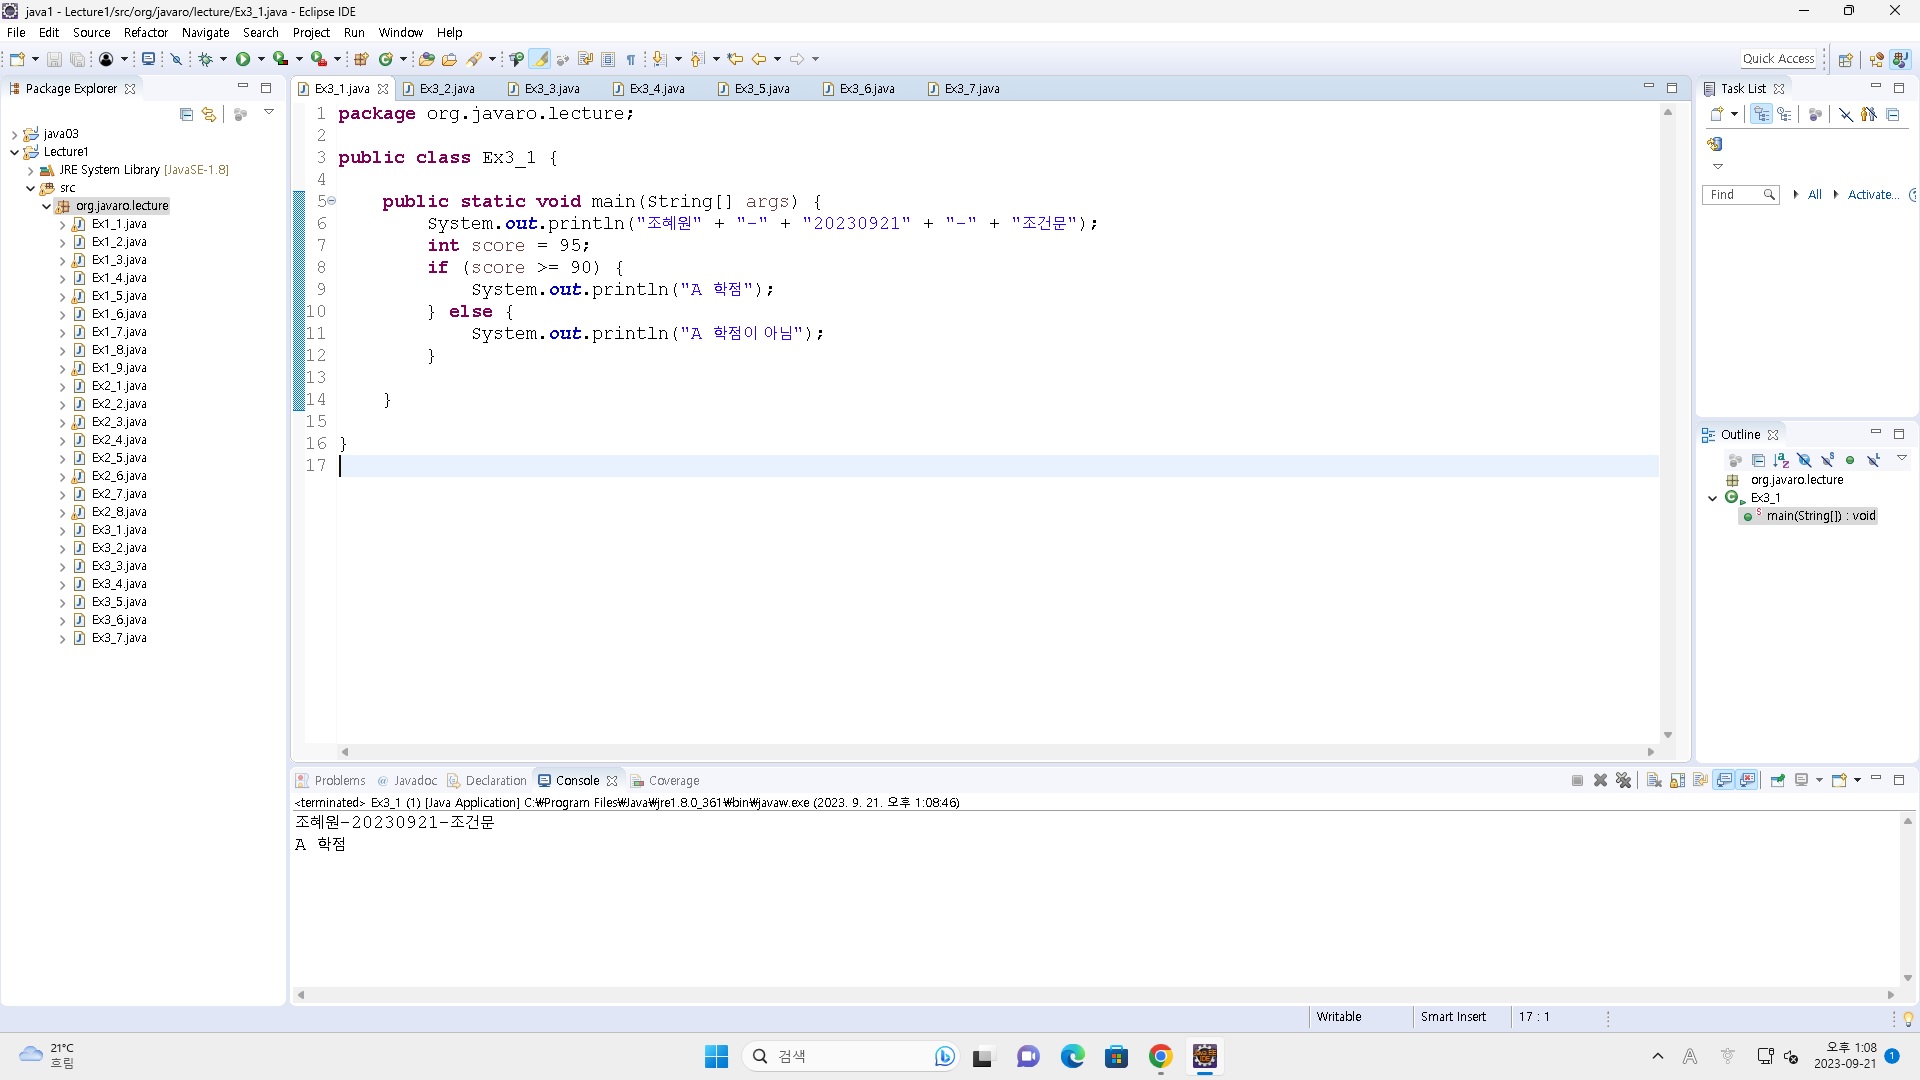 java1 - Lecture1/src/org/javaro/lecture/Ex3_1.java - Eclipse IDE
File Edit Source Refactor Navigate Search Project Run Window Help
Quick Access
Package Explorer
java03
Lecture1
JRE System Library [JavaSE-1.8]
src
org.javaro.lecture
Ex1_1.java
Ex1_2.java
Ex1_3.java
Ex1_4.java
Ex1_5.java
Ex1_6.java
Ex1_7.java
Ex1_8.java
Ex1_9.java
Ex2_1.java
Ex2_2.java
Ex2_3.java
Ex2_4.java
Ex2_5.java
Ex2_6.java
Ex2_7.java
Ex2_8.java
Ex3_1.java
Ex3_2.java
Ex3_3.java
Ex3_4.java
Ex3_5.java
Ex3_6.java
Ex3_7.java
Ex3_1.java Ex3_2.java Ex3_3.java Ex3_4.java Ex3_5.java Ex3_6.java Ex3_7.java
1 package org.javaro.lecture;
2
3 public class Ex3_1 {
4
5 public static void main(String[] args) {
6 System.out.println("조혜원" + "-" + "20230921" + "-" + "조건문");
7 int score = 95;
8 if (score >= 90) {
9 System.out.println("A 학점");
10 } else {
11 System.out.println("A 학점이 아님");
12 }
13
14 }
15
16 }
17
Task List
Find All Activate...
Outline
org.javaro.lecture
Ex3_1
main(String[]) : void
Problems @ Javadoc Declaration Console Coverage
<terminated> Ex3_1 (1) [Java Application] C:₩Program Files₩Java₩jre1.8.0_361₩bin₩javaw.exe (2023. 9. 21. 오후 1:08:46)
조혜원-20230921-조건문
A 학점
Writable Smart Insert 17 : 1
21°C
흐림
검색
A
오후 1:08
2023-09-21
1